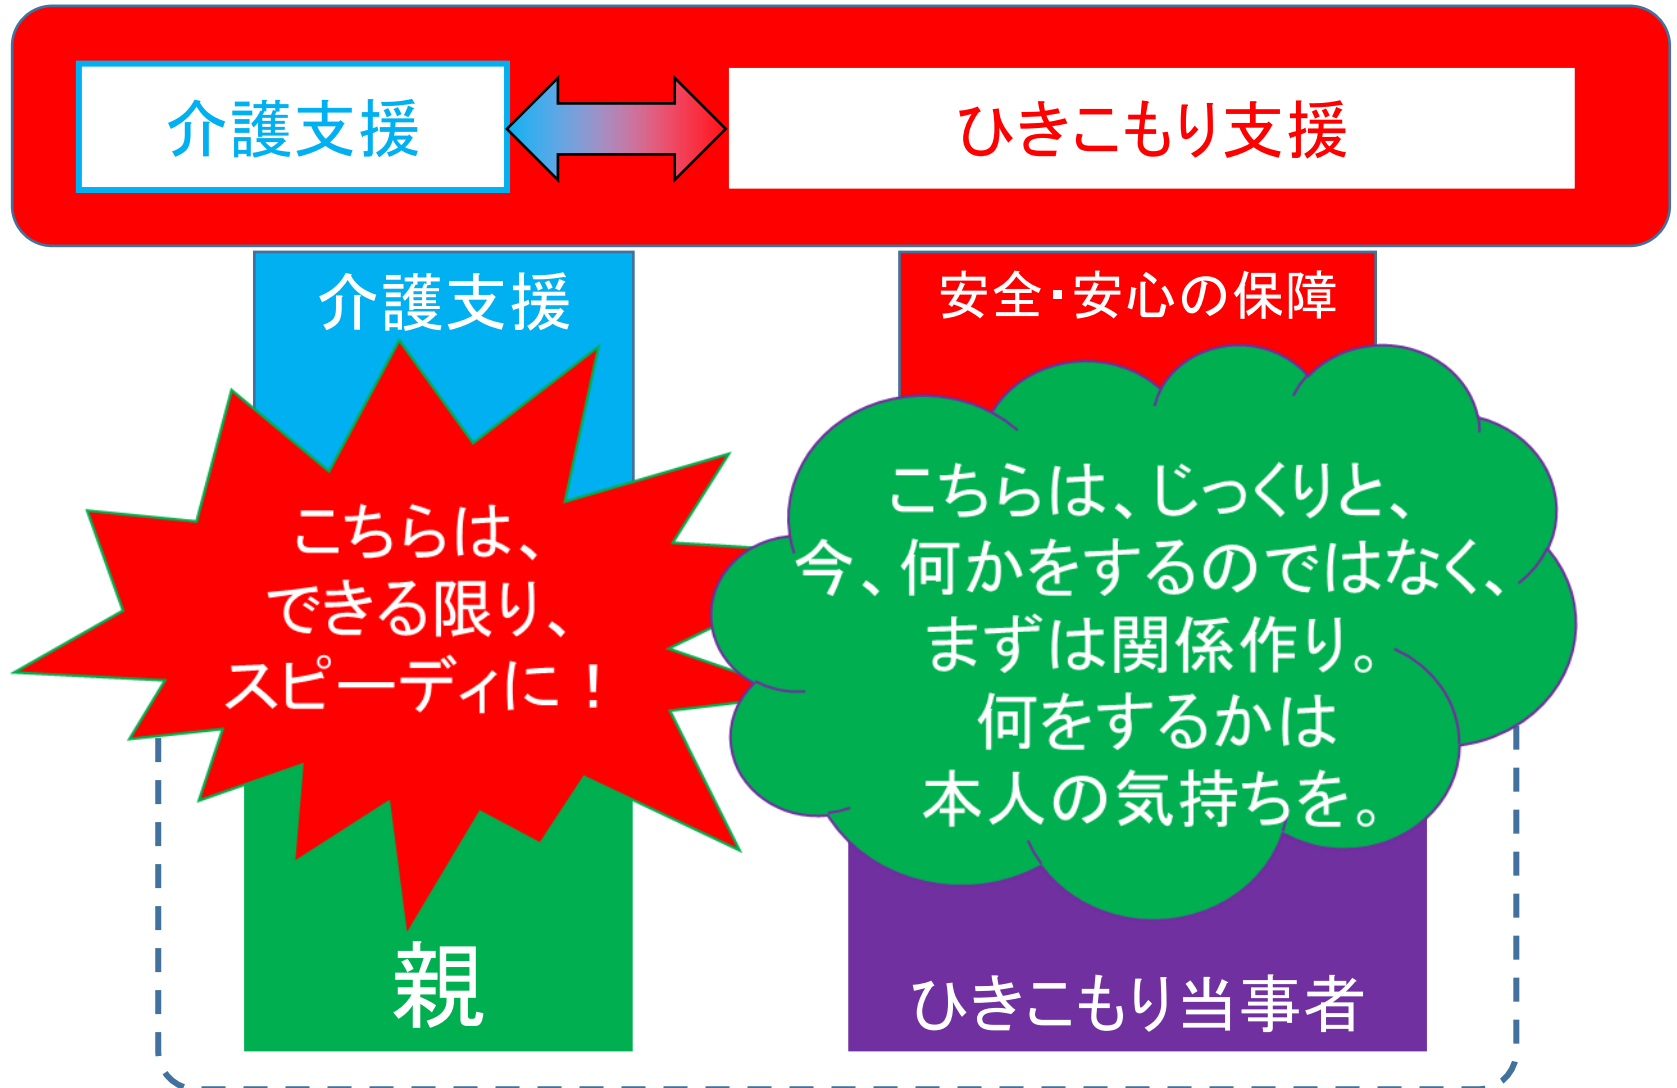 介護支援
ひきこもり支援
介護支援
安全・安心の保障
こちらは、
できる限り、
スピーディに！
こちらは、じっくりと、
今、何かをするのではなく、
まずは関係作り。
何をするかは
本人の気持ちを。
親
ひきこもり当事者